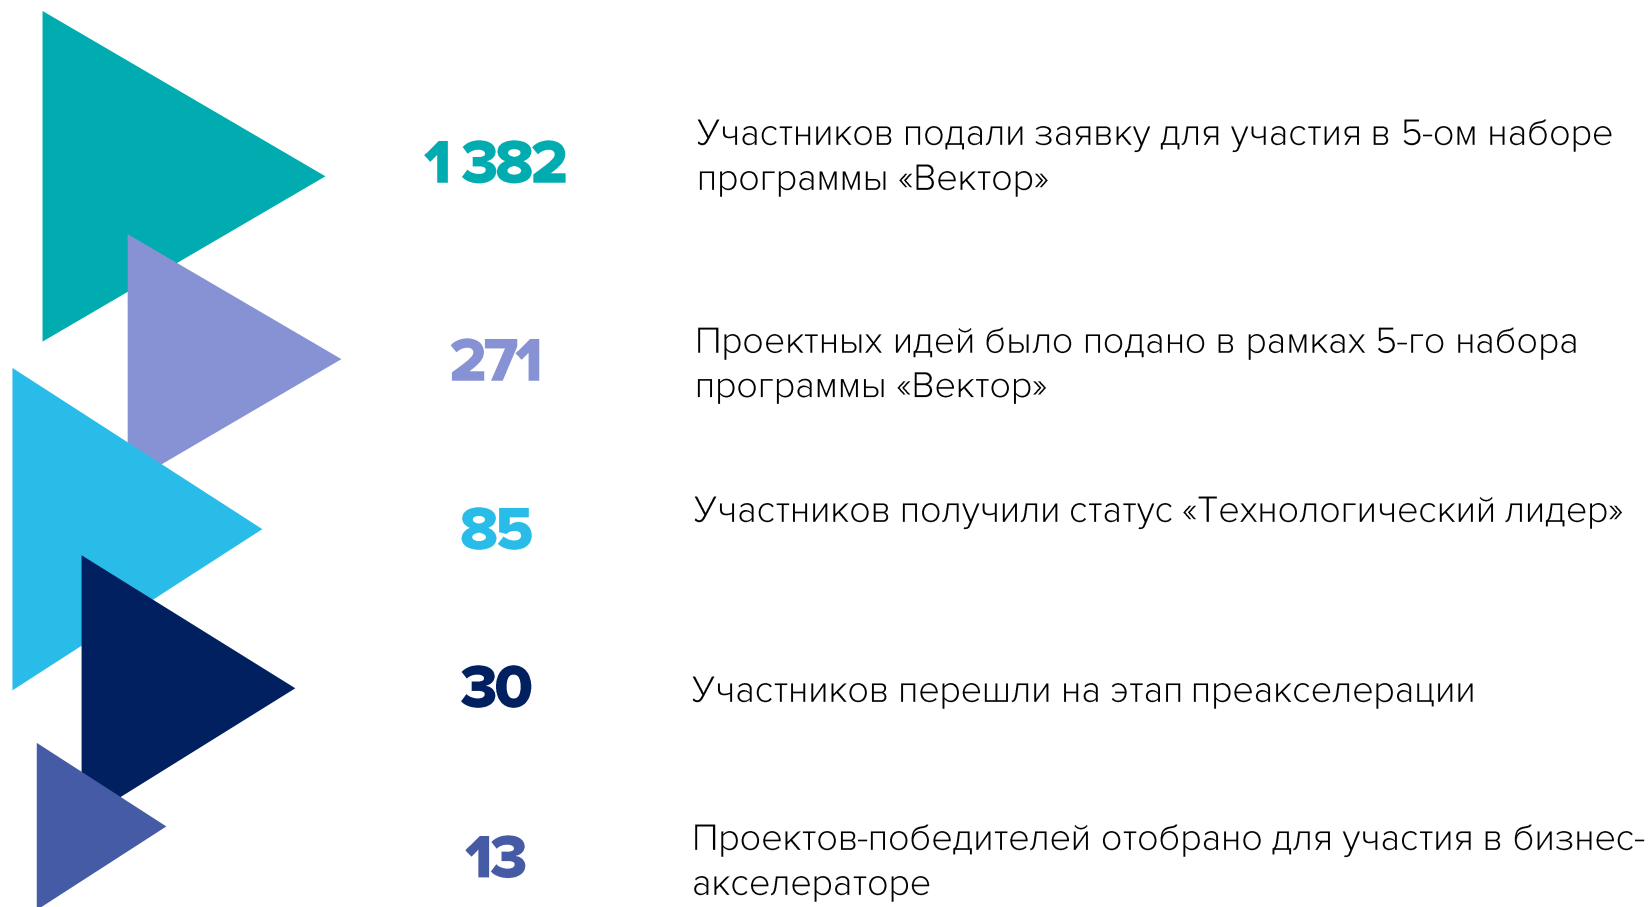 1 382
Участников подали заявку для участия в 5-ом наборе
программы «Вектор»
271
Проектных идей было подано в рамках 5-го набора
программы «Вектор»
85
Участников получили статус «Технологический лидер»
30
Участников перешли на этап преакселерации
13
Проектов-победителей отобрано для участия в бизнес-
акселераторе